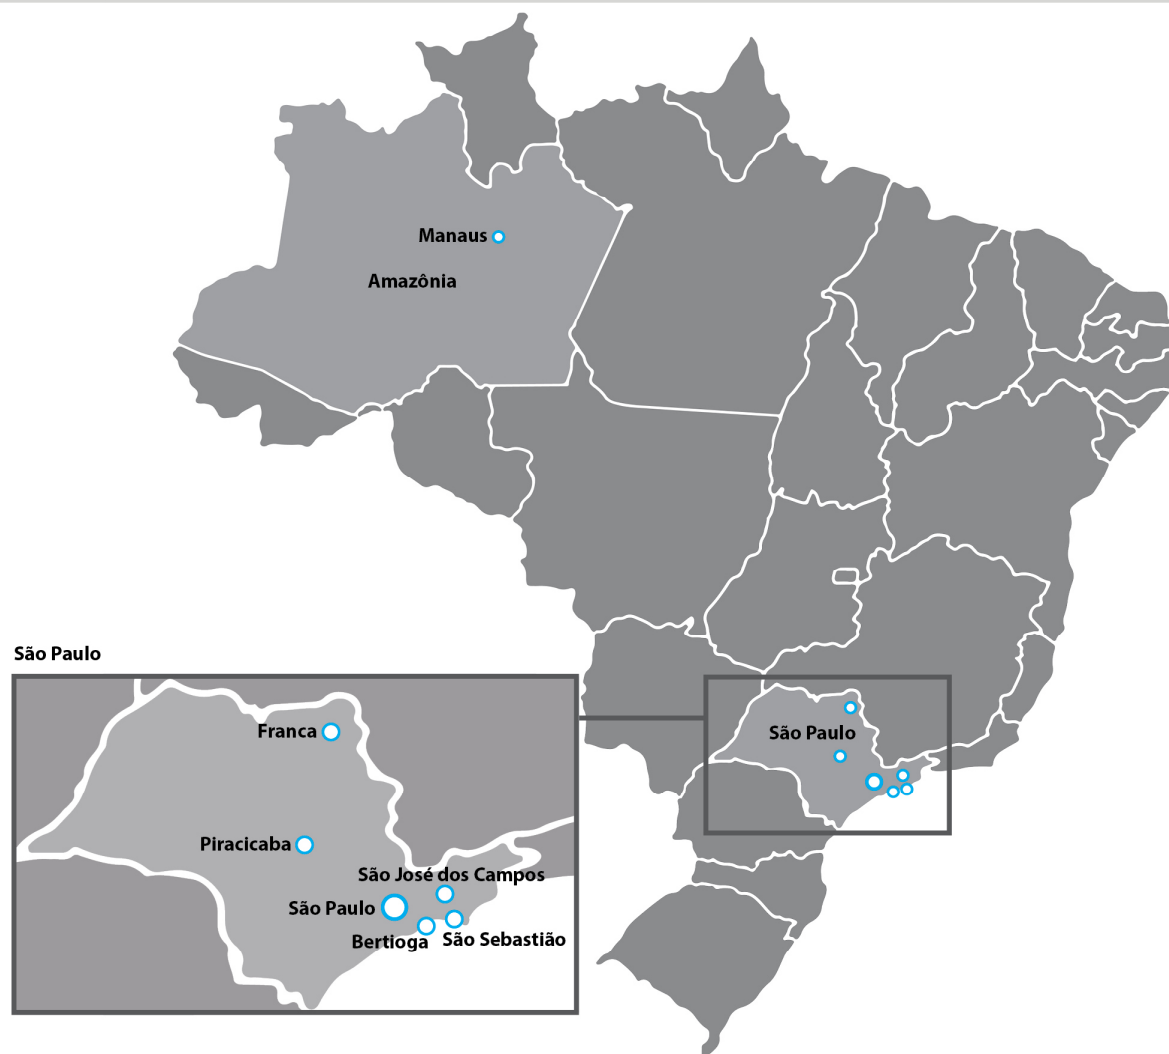 Manaus
Amazônia
São Paulo
São Paulo
Franca
Piracicaba
São José dos Campos
São Paulo
Bertioga
São Sebastião